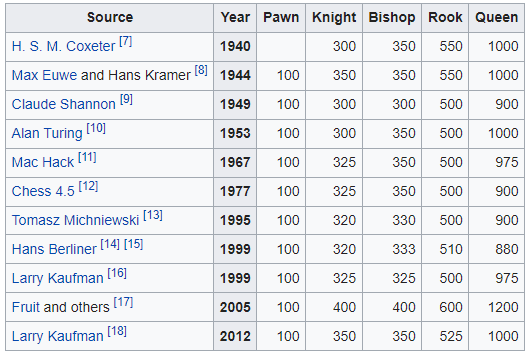 Source Year Pawn Knight Bishop Rook Queen
H. S. M. Coxeter [7] 1940 300 350 550 1000
Max Euwe and Hans Kramer [8] 1944 100 350 350 550 1000
Claude Shannon [9] 1949 100 300 300 500 900
Alan Turing [10] 1953 100 300 350 500 1000
Mac Hack [11] 1967 100 325 350 500 975
Chess 4.5 [12] 1977 100 325 350 500 900
Tomasz Michniewski [13] 1995 100 320 330 500 900
Hans Berliner [14] [15] 1999 100 320 333 510 880
Larry Kaufman [16] 1999 100 325 325 500 975
Fruit and others [17] 2005 100 400 400 600 1200
Larry Kaufman [18] 2012 100 350 350 525 1000